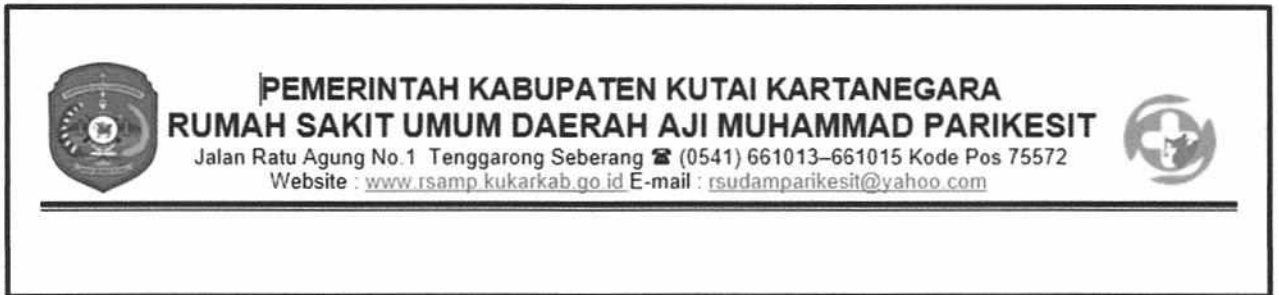 PEMERINTAH KABUPATEN KUTAI KARTANEGARA
RUMAH SAKIT UMUM DAERAH AJI MUHAMMAD PARIKESIT
Jalan Ratu Agung No.1 Tenggarong Seberang ☎ (0541) 661013–661015 Kode Pos 75572
Website : www.rsamp.kukarkab.go.id E-mail : rsudamparikesit@yahoo.com